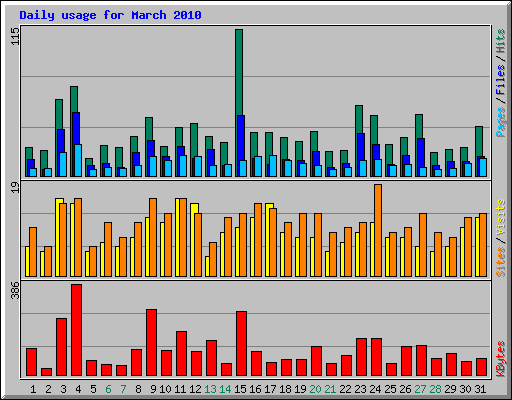 Daily usage for March 2010
115
Pages / Files / Hits
19
Sites / Visits
386
KBytes
1 2 3 4 5 6 7 8 9 10 11 12 13 14 15 16 17 18 19 20 21 22 23 24 25 26 27 28 29 30 31